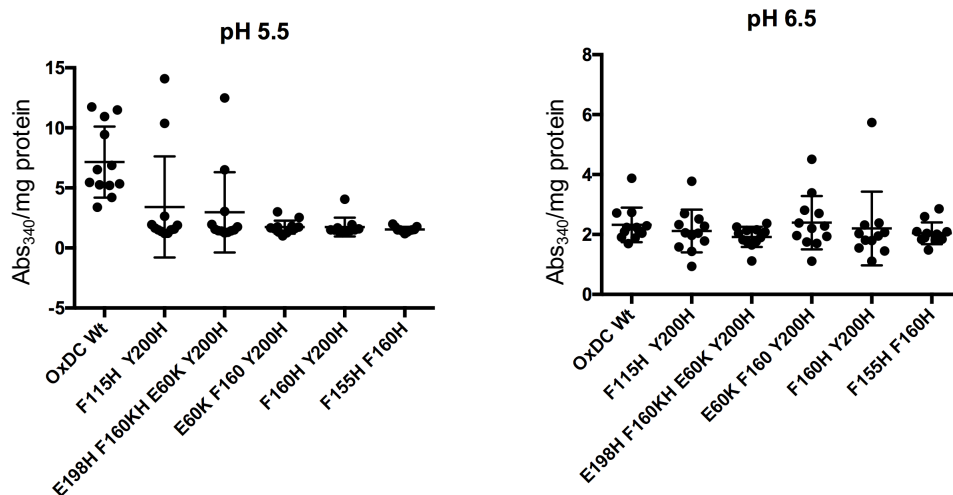 pH 5.5
Abs340/mg protein
15
10
5
0
-5
OxDC Wt
F115H Y200H
E198H F160KH E60K Y200H
E60K F160 Y200H
F160H Y200H
F155H F160H
pH 6.5
Abs340/mg protein
8
6
4
2
0
OxDC Wt
F115H Y200H
E198H F160KH E60K Y200H
E60K F160 Y200H
F160H Y200H
F155H F160H